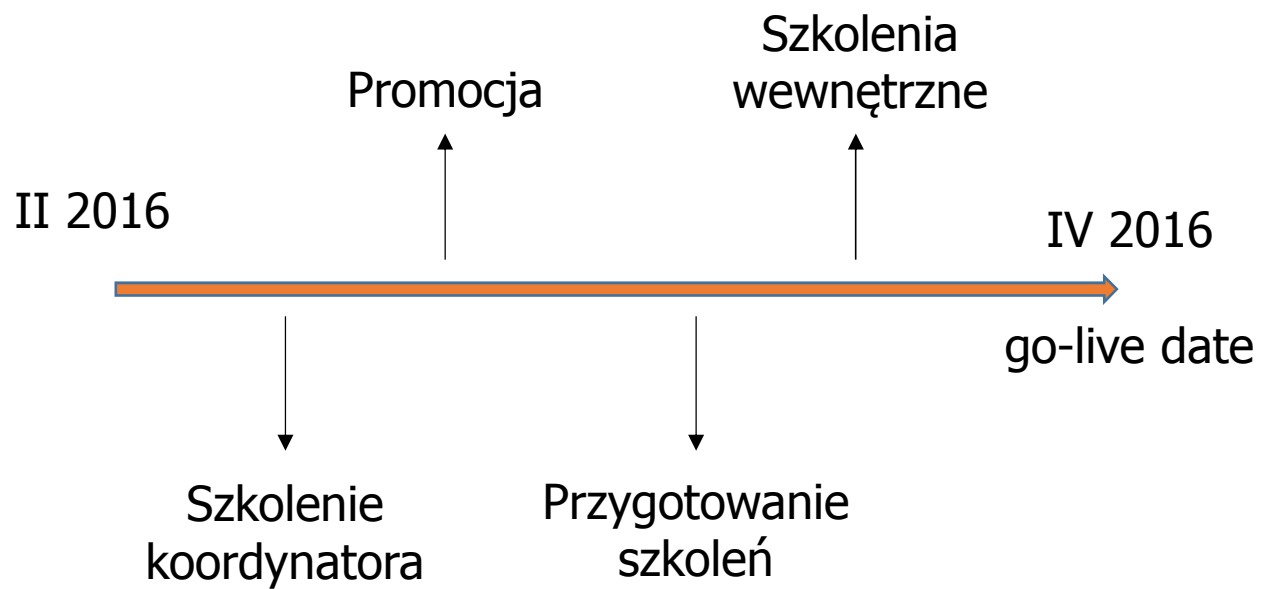 Szkolenia
wewnętrzne
Promocja
II 2016
IV 2016
go-live date
Szkolenie
koordynatora
Przygotowanie
szkoleń